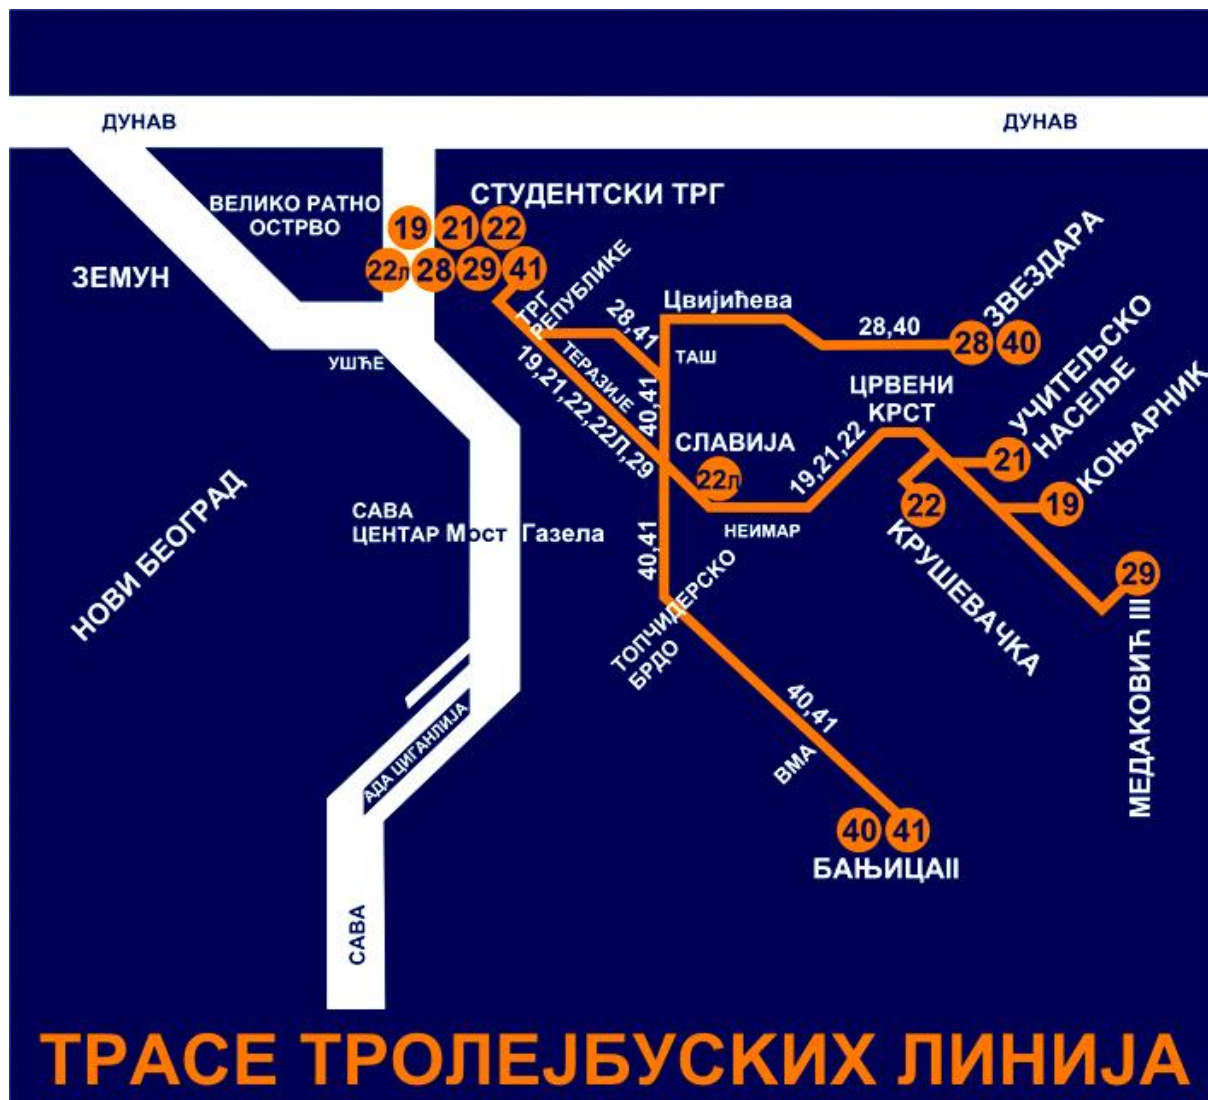 ДУНАВ
ДУНАВ
ВЕЛИКО РАТНО
ОСТРВО
СТУДЕНТСКИ ТРГ
19
21
22
22л
28
29
41
ЗЕМУН
УШЋЕ
ТРГ
РЕПУБЛИКЕ
28,41
ТЕРАЗИЈЕ
19,21,22,22Л,29
Цвијићева
ТАШ
40,41
28,40
28
40
ЗВЕЗДАРА
ЦРВЕНИ
КРСТ
УЧИТЕЉСКО
НАСЕЉЕ
21
КОЊАРНИК
19
СЛАВИЈА
22л
19,21,22
НЕИМАР
22
КРУШЕВАЧКА
29
МЕДАКОВИЋ III
НОВИ БЕОГРАД
САВА
ЦЕНТАР Мост Газела
40,41
ТОПЧИДЕРСКО
БРДО
40,41
ВМА
40
41
БАЊИЦАII
АДА ЦИГАНЛИЈА
САВА
ТРАСЕ ТРОЛЕЈБУСКИХ ЛИНИЈА